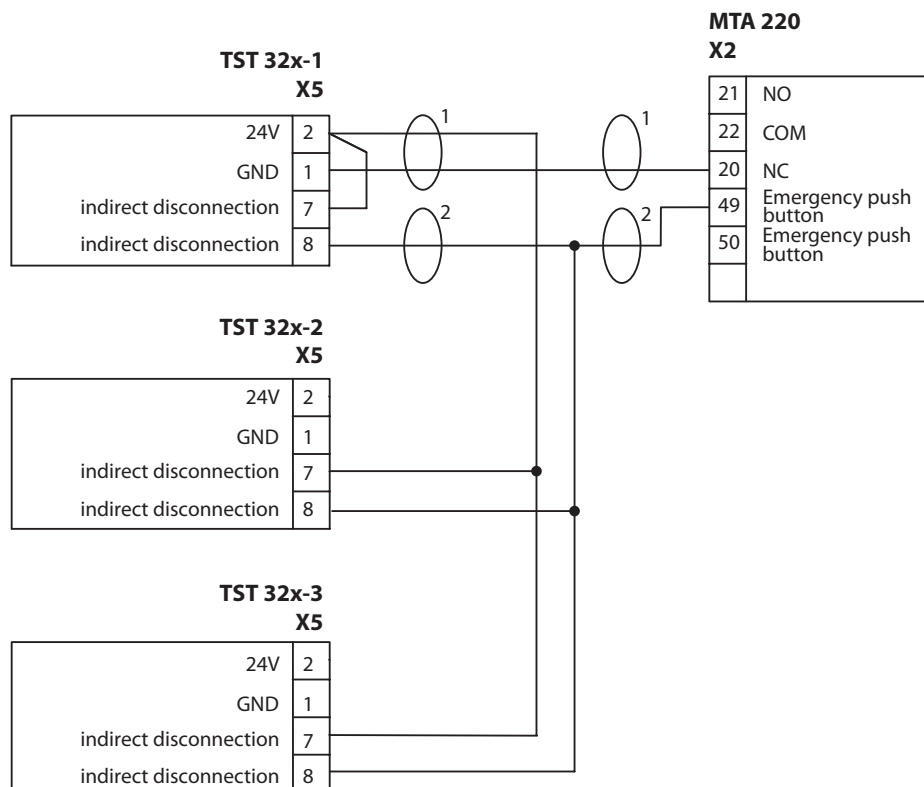 MTA 220
X2
TST 32x-1
X5
21 NO
22 COM
20 NC
49 Emergency push
button
50 Emergency push
button
1
1
24V 2
GND 1
indirect disconnection 7
indirect disconnection 8
2
2
TST 32x-2
X5
24V 2
GND 1
indirect disconnection 7
indirect disconnection 8
TST 32x-3
X5
24V 2
GND 1
indirect disconnection 7
indirect disconnection 8